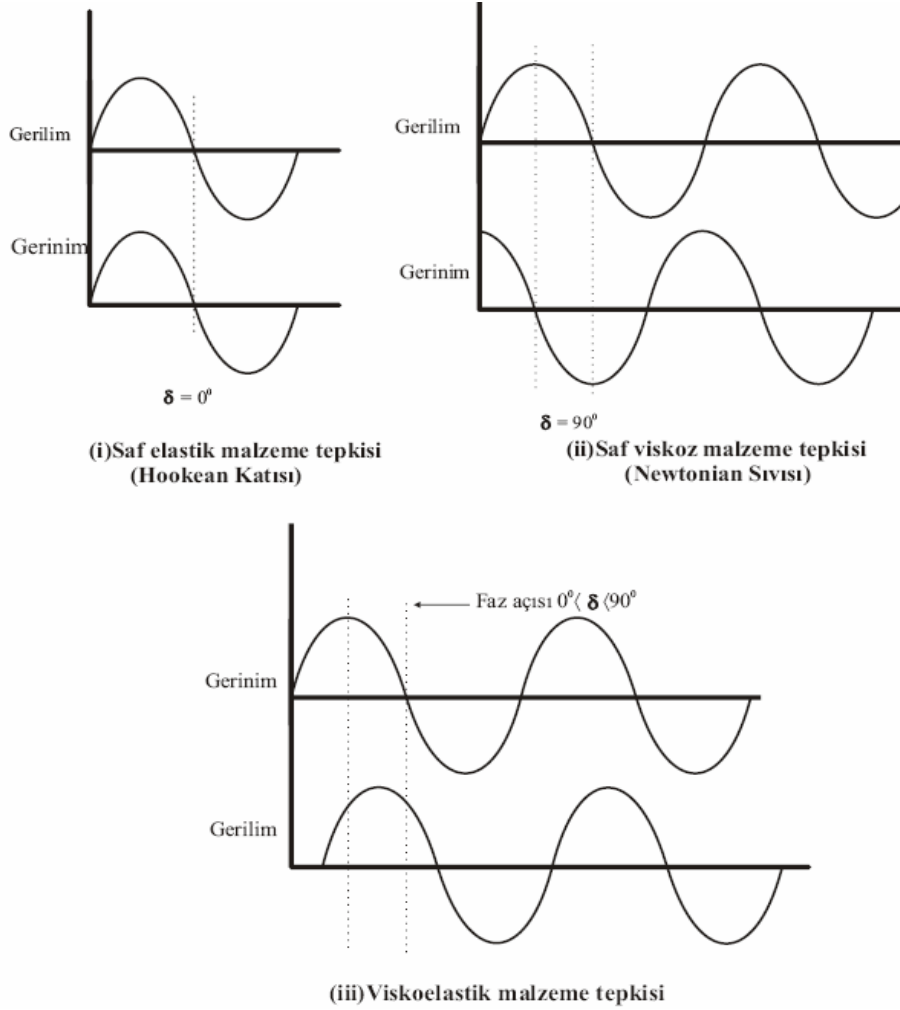 Gerilim
Gerinim
δ = 0⁰
(i)Saf elastik malzeme tepkisi
(Hookean Katısı)
Gerilim
Gerinim
δ = 90⁰
(ii)Saf viskoz malzeme tepkisi
(Newtonian Sıvısı)
Faz açısı 0⁰⟨ δ ⟨90⁰
Gerinim
Gerilim
(iii)Viskoelastik malzeme tepkisi